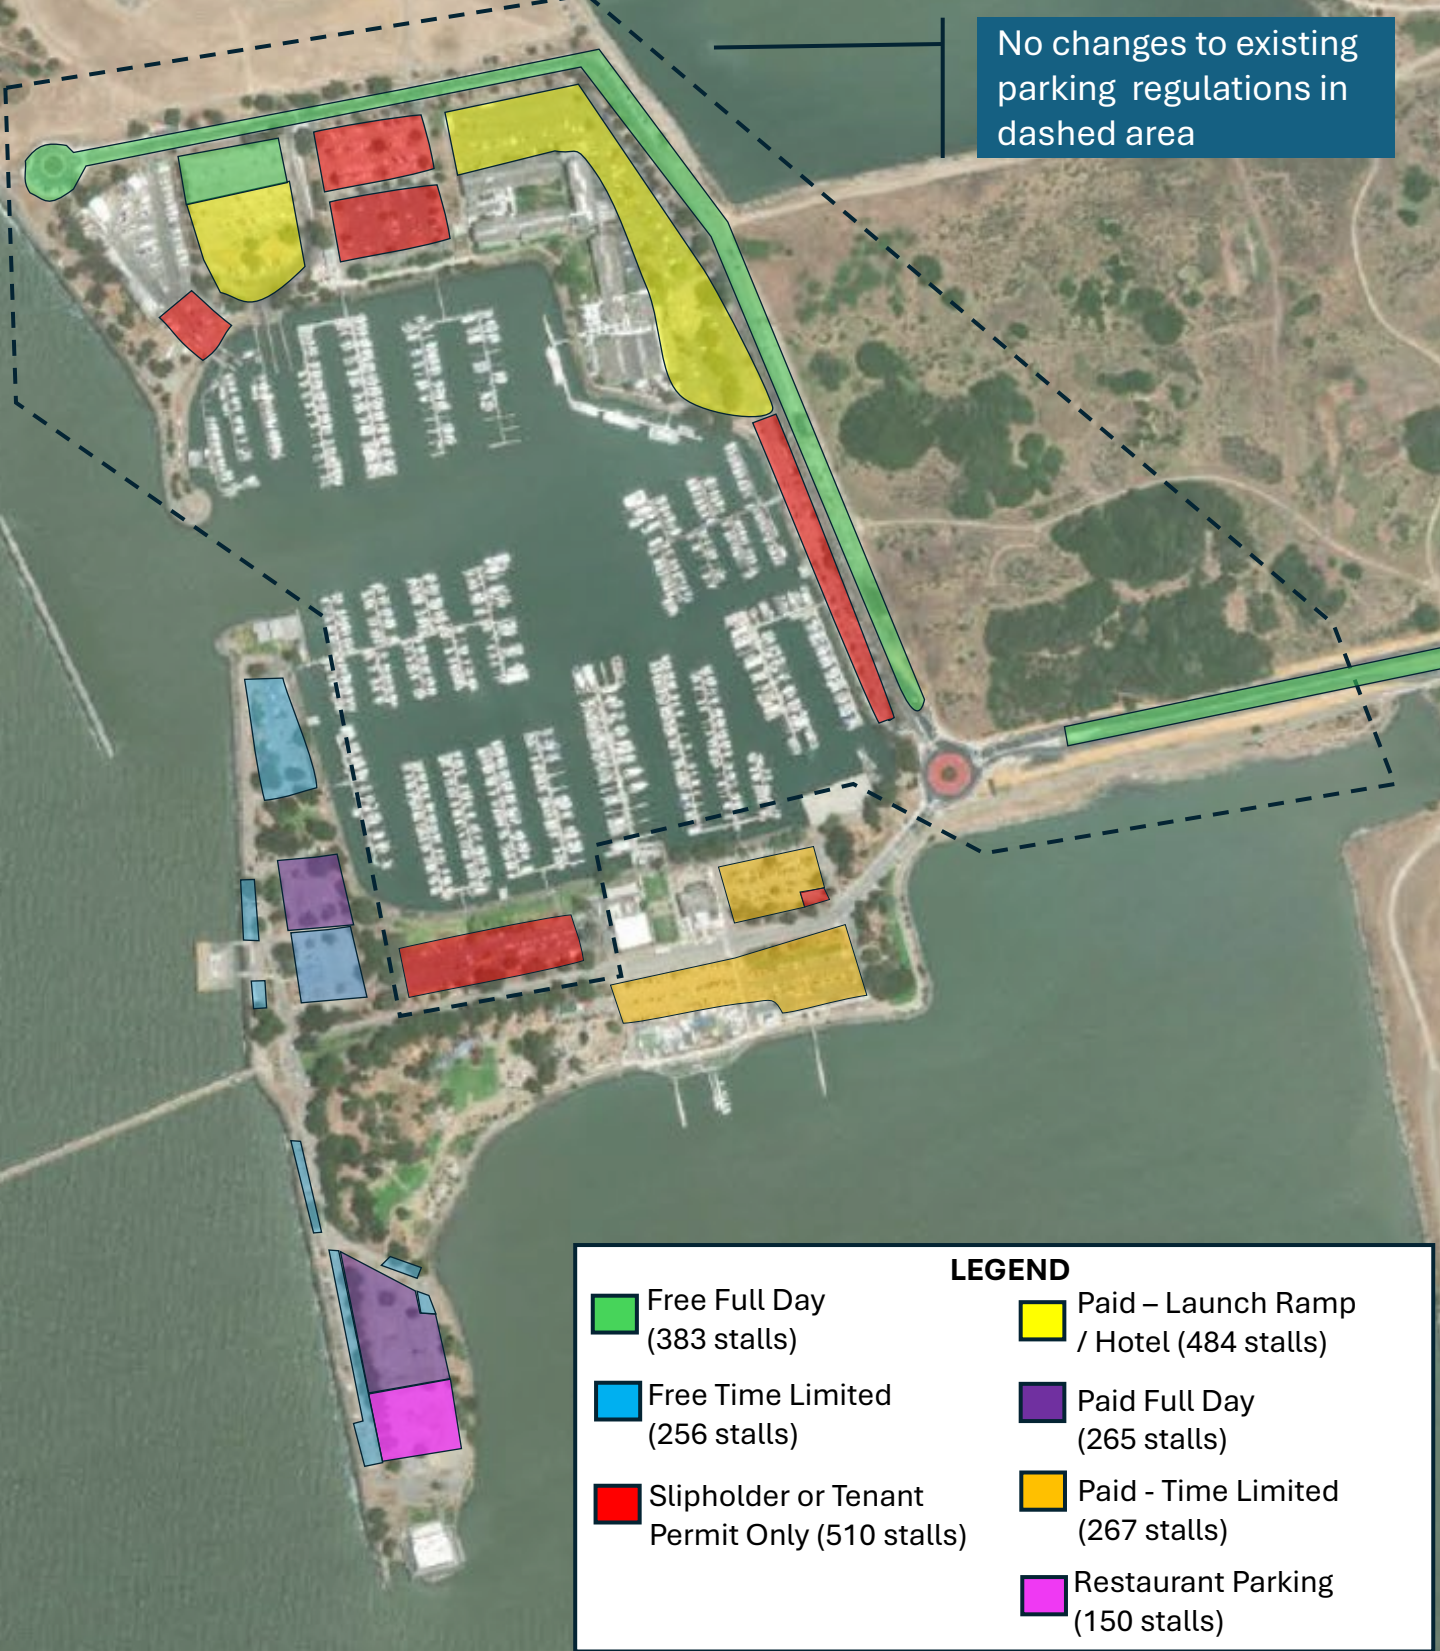 No changes to existing
parking regulations in
dashed area
LEGEND
Free Full Day
(383 stalls)
Free Time Limited
(256 stalls)
Slipholder or Tenant
Permit Only (510 stalls)
Paid – Launch Ramp
/ Hotel (484 stalls)
Paid Full Day
(265 stalls)
Paid - Time Limited
(267 stalls)
Restaurant Parking
(150 stalls)